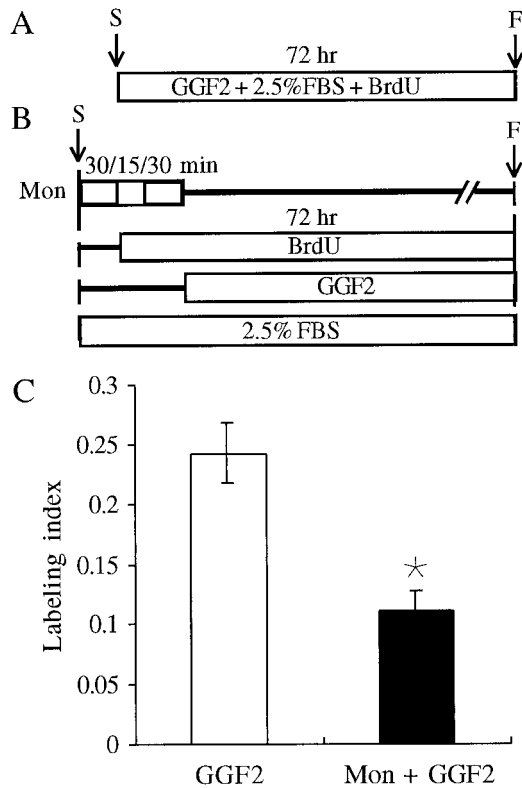 A
S
F
72 hr
GGF2 + 2.5%FBS + BrdU
B
S
F
30/15/30 min
Mon
72 hr
BrdU
GGF2
2.5% FBS
C
0.3
0.25
0.2
0.15
0.1
0.05
0
Labeling index
GGF2
Mon + GGF2